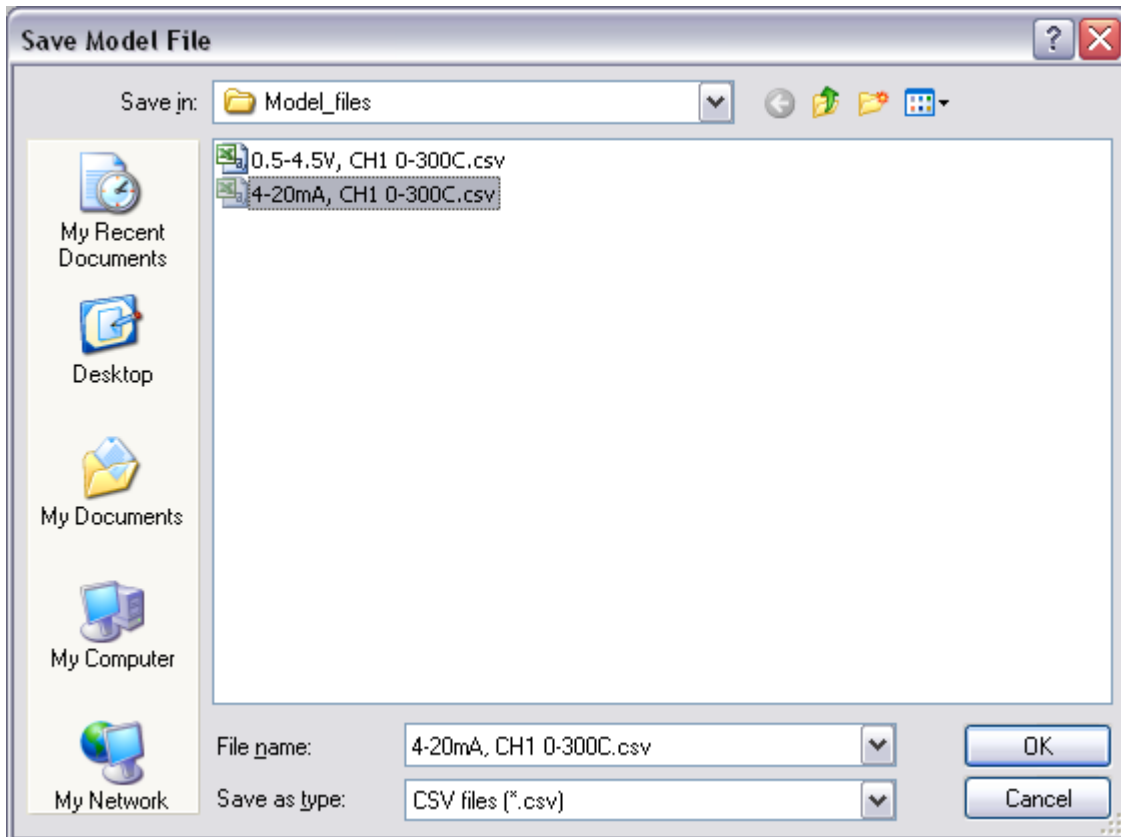 Save Model File
Save in:
Model_files
0.5-4.5V, CH1 0-300C.csv
4-20mA, CH1 0-300C.csv
My Recent
Documents
Desktop
My Documents
My Computer
My Network
File name:
4-20mA, CH1 0-300C.csv
OK
Save as type:
CSV files (*.csv)
Cancel